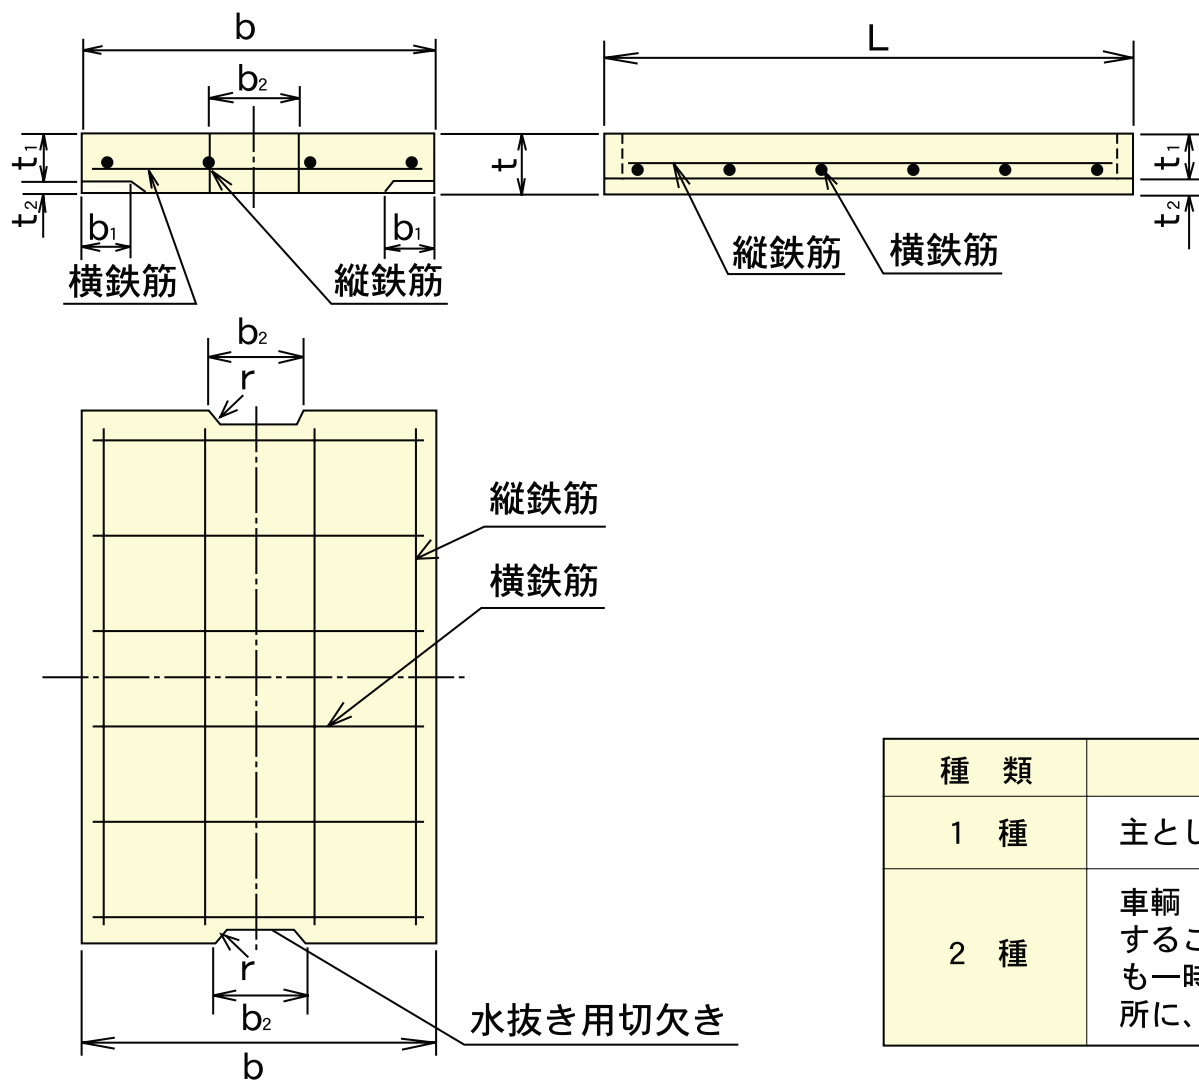 b
b2
t1
t2
b1
b1
横鉄筋
縦鉄筋
L
t
t1
t2
縦鉄筋
横鉄筋
b2
r
縦鉄筋
横鉄筋
r
b2
b
水抜き用切欠き
種 類
1 種
主とし
2 種
車輌
するこ
も一時
所に、